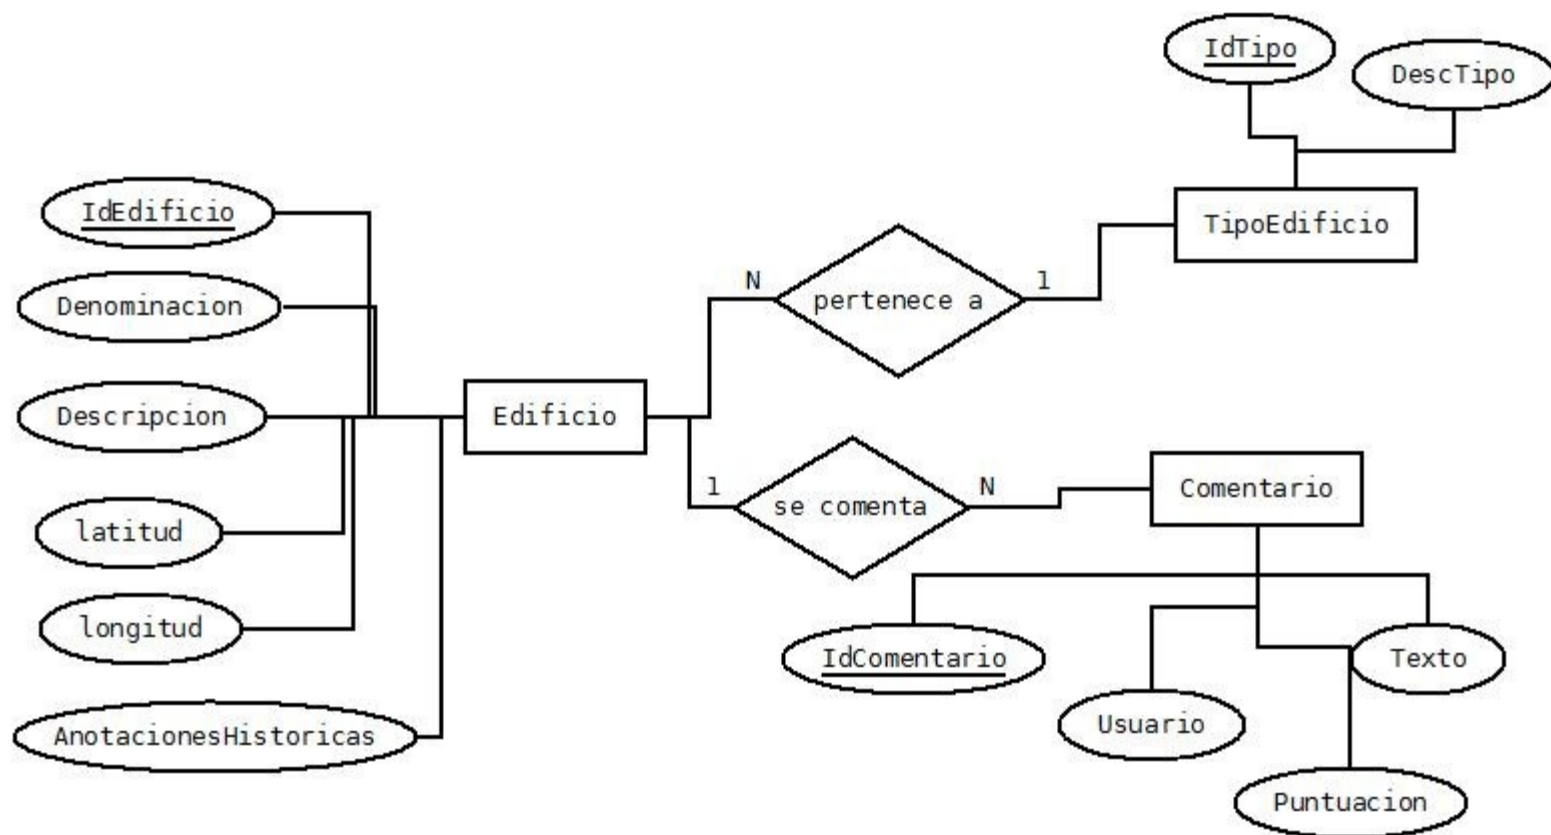 IdTipo
DescTipo
IdEdificio
TipoEdificio
N
1
pertenece a
Denominacion
Descripcion
Edificio
1
N
se comenta
Comentario
latitud
longitud
IdComentario
Texto
Usuario
AnotacionesHistoricas
Puntuacion